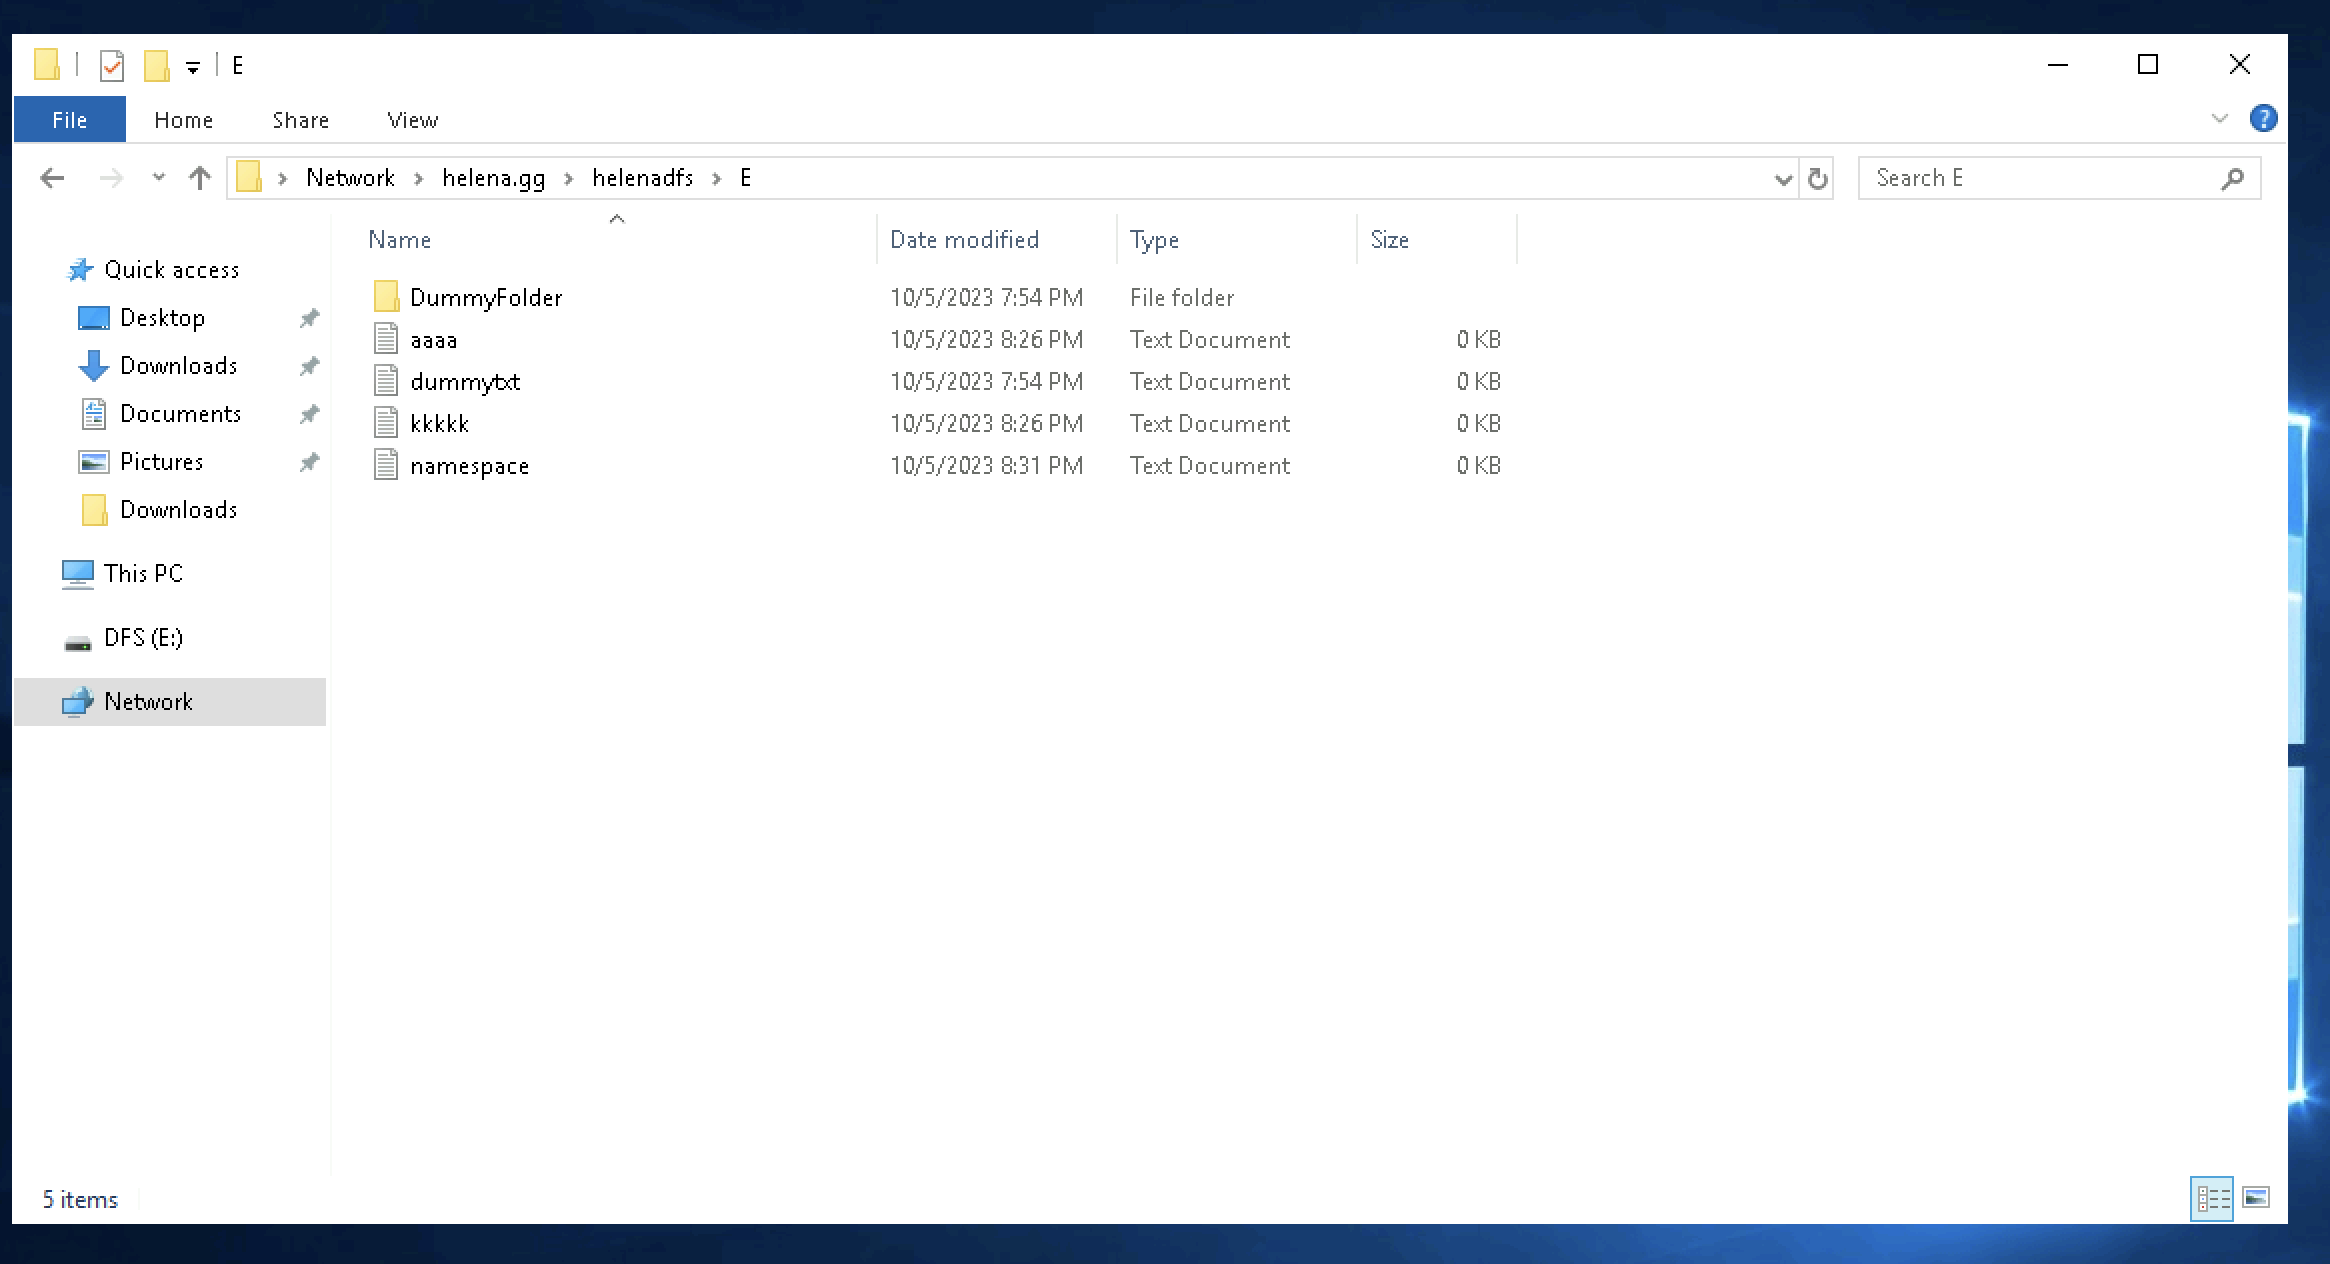 E
File Home Share View
Network helena.gg helenadfs E
Search E
Name Date modified Type Size
Quick access
Desktop
Downloads
Documents
Pictures
Downloads
This PC
DFS (E:)
Network
DummyFolder 10/5/2023 7:54 PM File folder
aaaa 10/5/2023 8:26 PM Text Document 0 KB
dummytxt 10/5/2023 7:54 PM Text Document 0 KB
kkkkk 10/5/2023 8:26 PM Text Document 0 KB
namespace 10/5/2023 8:31 PM Text Document 0 KB
5 items